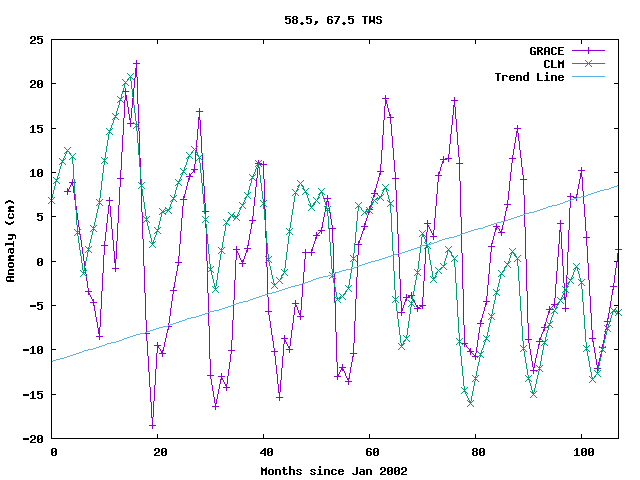 58.5, 67.5 TWS
GRACE
CLM
Trend Line
25
20
15
10
5
0
-5
-10
-15
-20
Anomaly (cm)
0 20 40 60 80 100
Months since Jan 2002